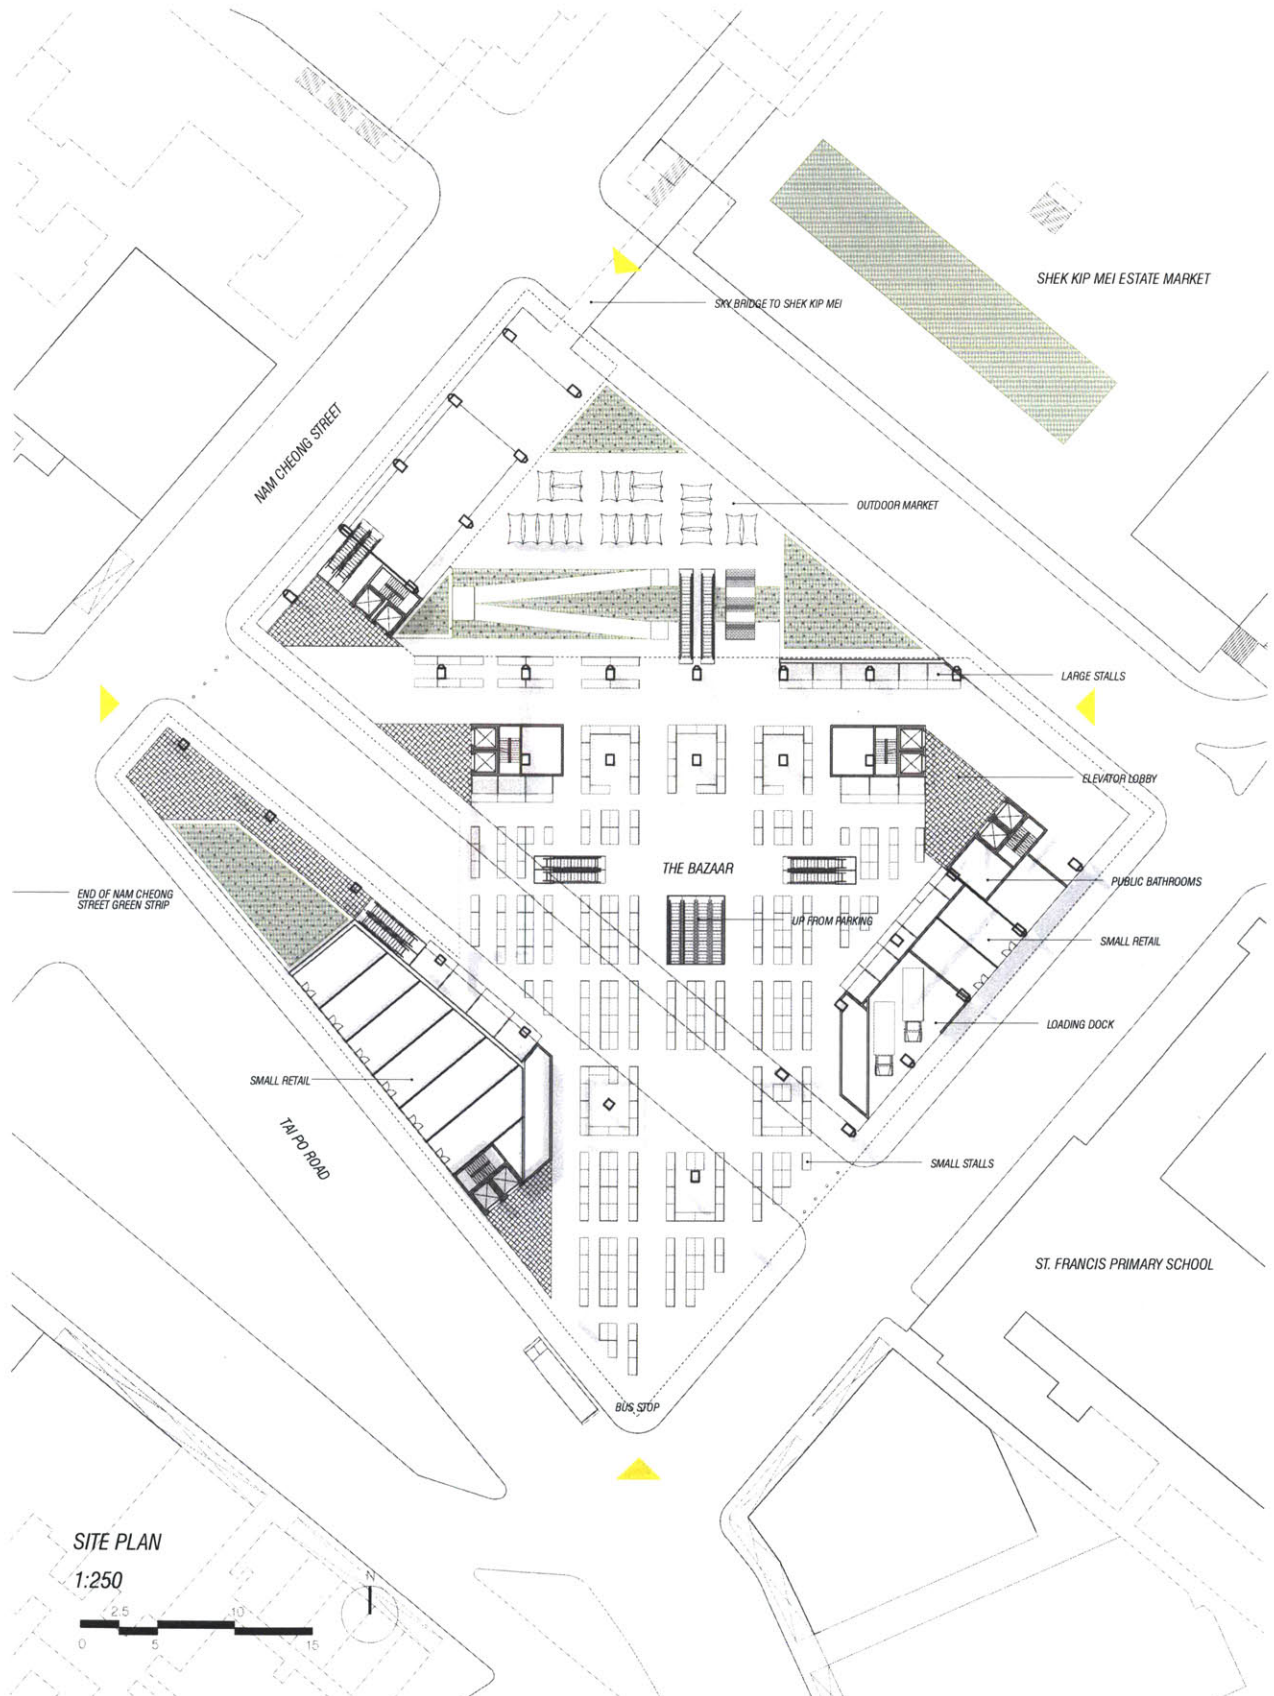 SHEK KIP MEI ESTATE MARKET
SKY BRIDGE TO SHEK KIP MEI
NAM CHEONG STREET
OUTDOOR MARKET
LARGE STALLS
ELEVATOR LOBBY
THE BAZAAR
PUBLIC BATHROOMS
END OF NAM CHEONG
STREET GREEN STRIP
UP FROM PARKING
SMALL RETAIL
LOADING DOCK
SMALL RETAIL
TAI PO ROAD
SMALL STALLS
ST. FRANCIS PRIMARY SCHOOL
BUS STOP
SITE PLAN
1:250
N
2.5 10
0 5 15